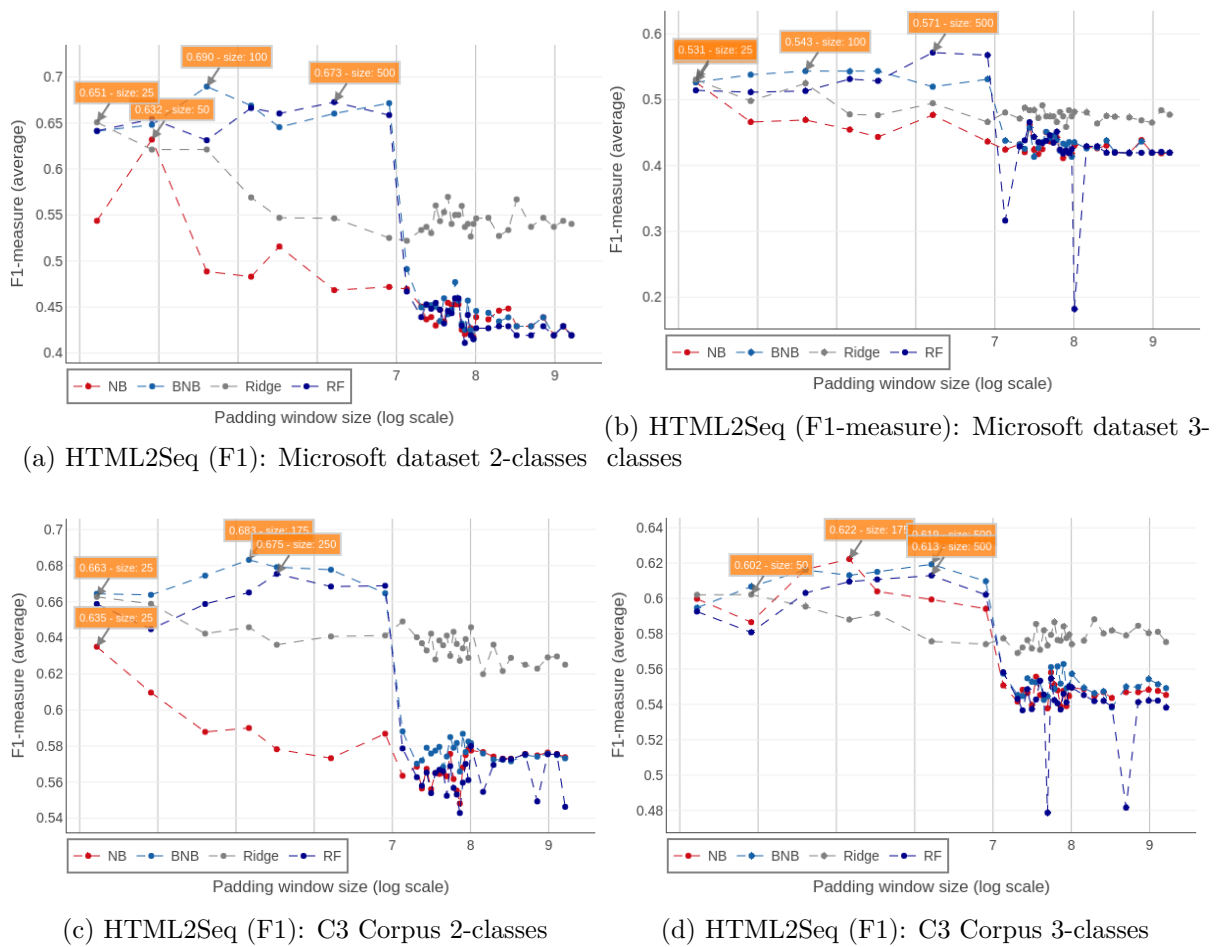 0.690 - size: 100
0.673 - size: 500
0.651 - size: 25
0.632 - size: 50
0.7
0.65
0.6
0.55
0.5
0.45
0.4
F1-measure (average)
7 8 9
NB BNB Ridge RF
Padding window size (log scale)
(a) HTML2Seq (F1): Microsoft dataset 2-classes
0.571 - size: 500
0.543 - size: 100
0.531 - size: 25
0.6
0.5
0.4
0.3
0.2
F1-measure (average)
7 8 9
NB BNB Ridge RF
Padding window size (log scale)
(b) HTML2Seq (F1-measure): Microsoft dataset 3-
classes
0.683 - size: 175
0.675 - size: 250
0.663 - size: 25
0.635 - size: 25
0.7
0.68
0.66
0.64
0.62
0.6
0.58
0.56
0.54
F1-measure (average)
7 8 9
NB BNB Ridge RF
Padding window size (log scale)
(c) HTML2Seq (F1): C3 Corpus 2-classes
0.622 - size: 175
0.619 - size: 500
0.613 - size: 500
0.602 - size: 50
0.64
0.62
0.6
0.58
0.56
0.54
0.52
0.5
0.48
F1-measure (average)
7 8 9
NB BNB Ridge RF
Padding window size (log scale)
(d) HTML2Seq (F1): C3 Corpus 3-classes